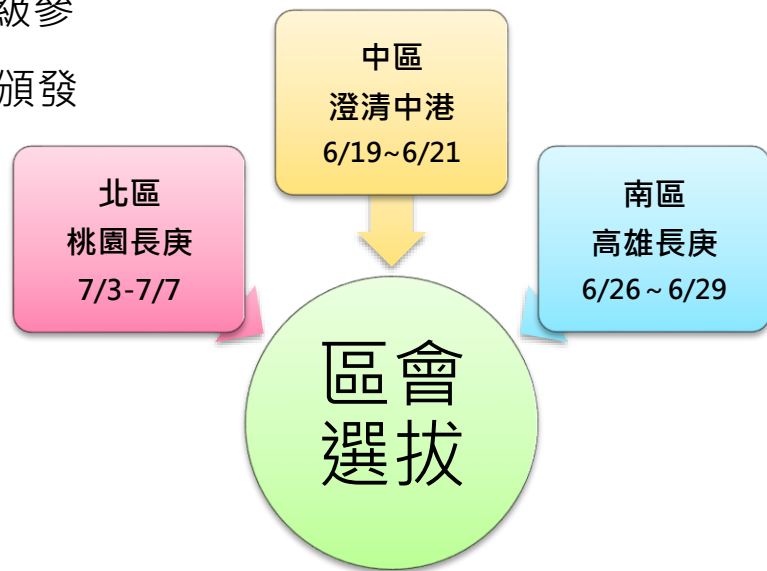 級參
頒發
中區
澄清中港
6/19~6/21
北區
桃園長庚
7/3-7/7
南區
高雄長庚
6/26~6/29
區會
選拔